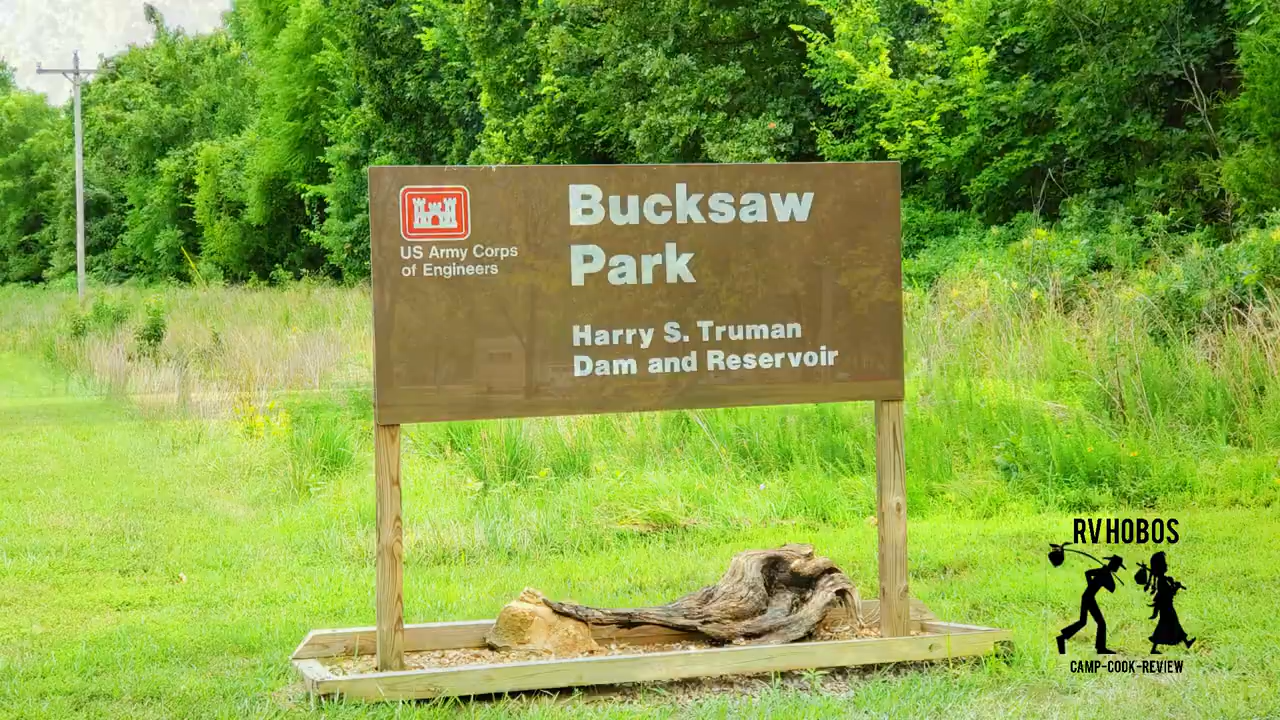 Bucksaw
Park
US Army Corps
of Engineers
Harry S. Truman
Dam and Reservoir
RV HOBOS
CAMP-COOK-REVIEW